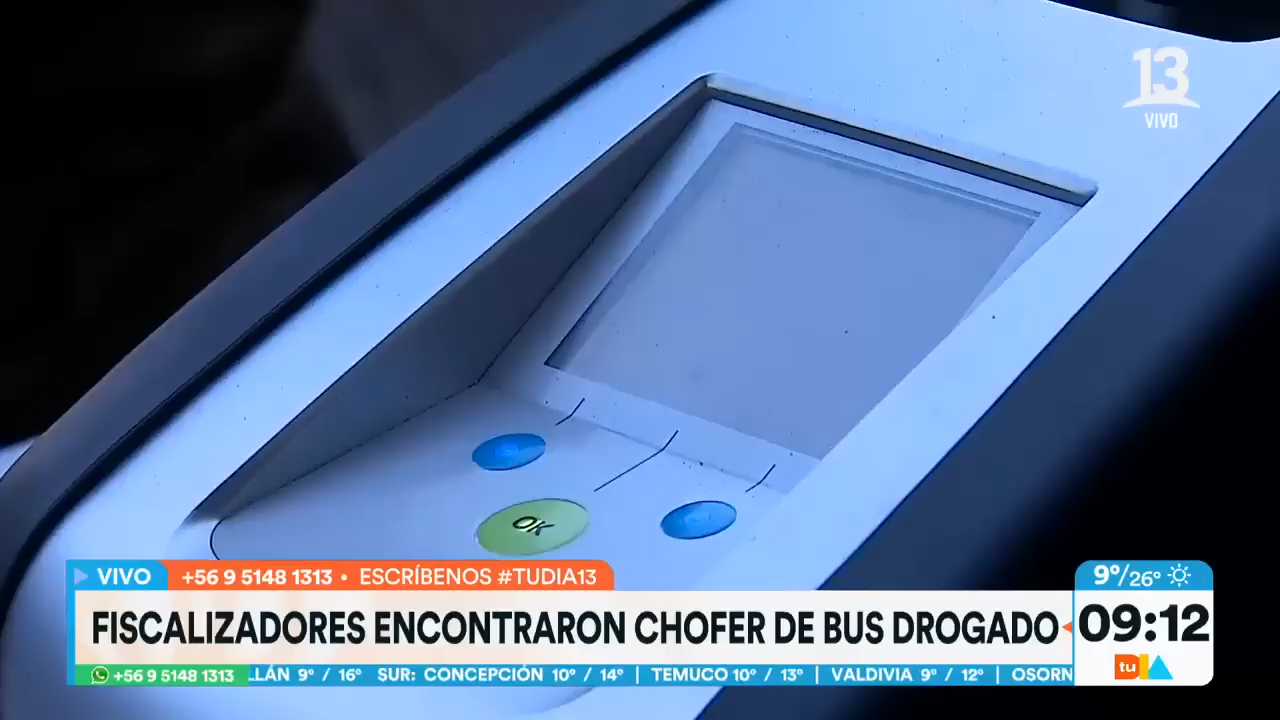 13
VIVO
OK
VIVO
+56 9 5148 1313 • ESCRÍBENOS #TUDIA13
9°/26°
FISCALIZADORES ENCONTRARON CHOFER DE BUS DROGADO
09:12
+56 9 5148 1313
LLÁN 9° / 16° SUR: CONCEPCIÓN 10° / 14° | TEMUCO 10° / 13° | VALDIVIA 9° / 12° | OSORN
tu DIA